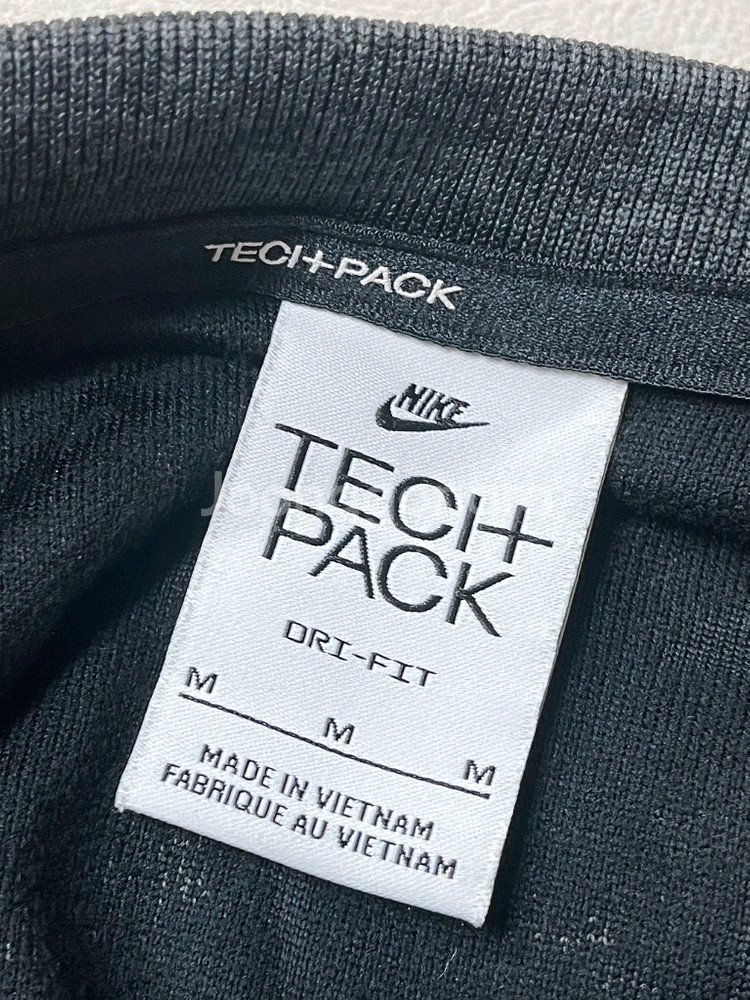 TECH+PACK
NIKE
TECH+
PACK
DRI-FIT
M
M
M
MADE IN VIETNAM
FABRIQUE AU VIETNAM